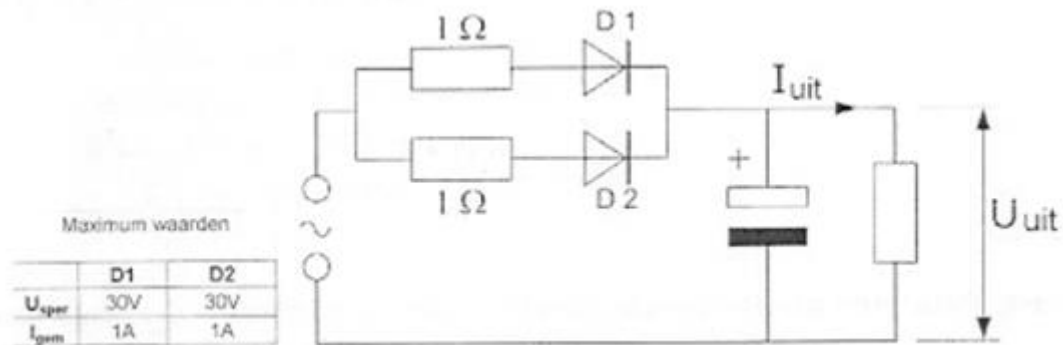 1 Ω
D 1
I uit
+
1 Ω
D 2
U uit
~
Maximum waarden
D1 D2
U sper 30V 30V
I gem 1A 1A